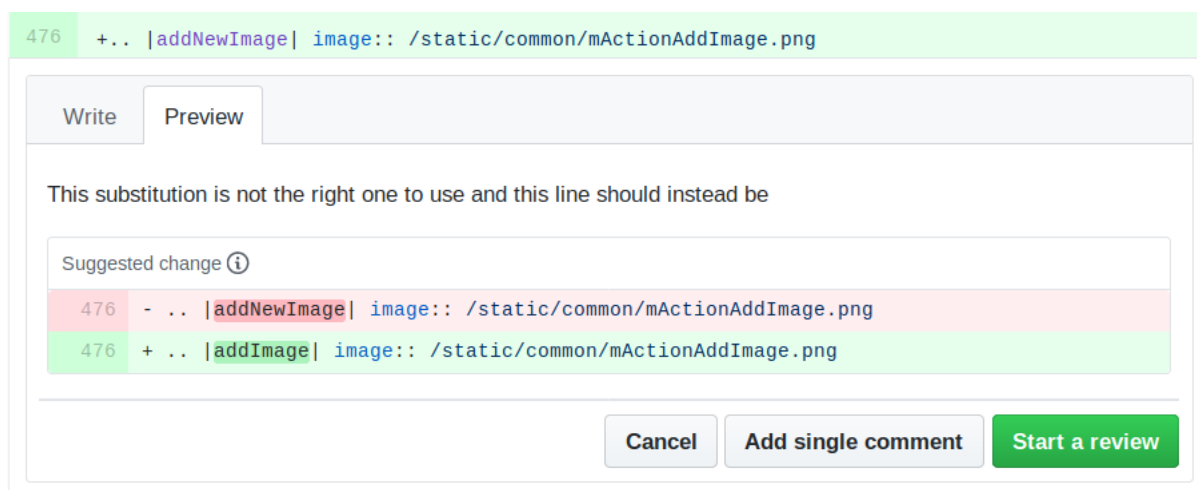 476 +.. |addNewImage| image:: /static/common/mActionAddImage.png
Write Preview
This substitution is not the right one to use and this line should instead be
Suggested change
476 - .. |addNewImage| image:: /static/common/mActionAddImage.png
476 + .. |addImage| image:: /static/common/mActionAddImage.png
Cancel Add single comment Start a review